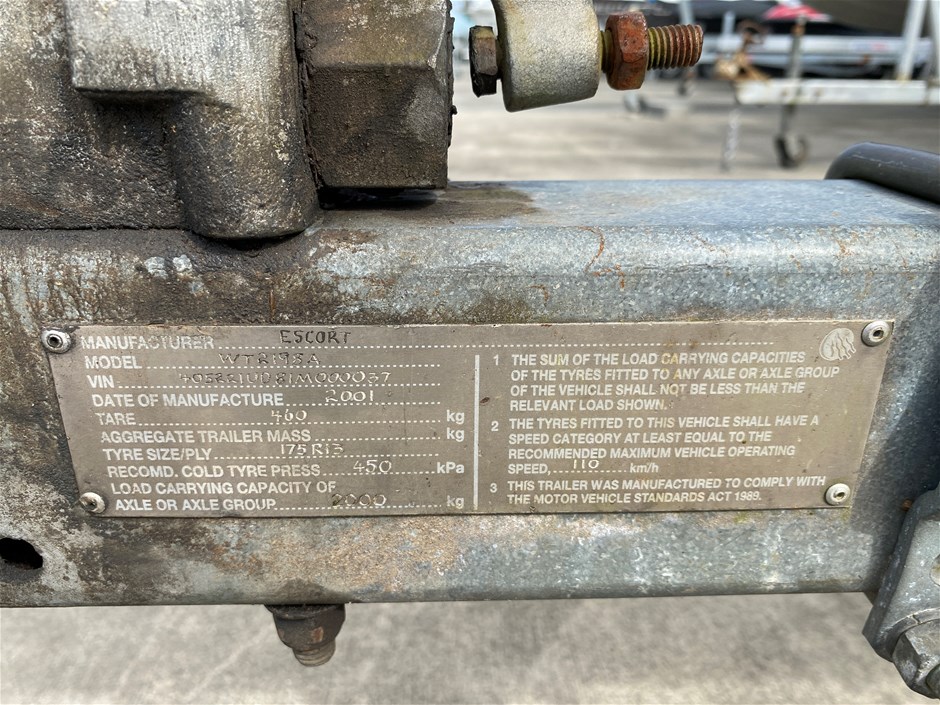 MANUFACTURER ESCORT
MODEL WTR19SA
VIN
DATE OF MANUFACTURE 2001
TARE 460 kg
AGGREGATE TRAILER MASS kg
TYRE SIZE/PLY 175R13
RECOMD. COLD TYRE PRESS. 450 kPa
LOAD CARRYING CAPACITY OF
AXLE OR AXLE GROUP 2000 kg
1 THE SUM OF THE LOAD CARRYING CAPACITIES
OF THE TYRES FITTED TO ANY AXLE OR AXLE GROUP
OF THE VEHICLE SHALL NOT BE LESS THAN THE
RELEVANT LOAD SHOWN.
2 THE TYRES FITTED TO THIS VEHICLE SHALL HAVE A
SPEED CATEGORY AT LEAST EQUAL TO THE
RECOMMENDED MAXIMUM VEHICLE OPERATING
SPEED, 110 km/h
3 THIS TRAILER WAS MANUFACTURED TO COMPLY WITH
THE MOTOR VEHICLE STANDARDS ACT 1989.